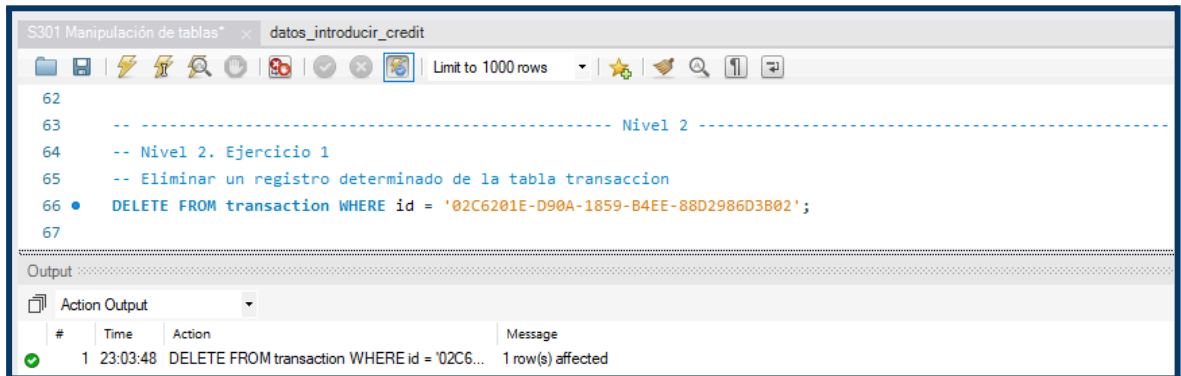 S301 Manipulación de tablas* × datos_introducir_credit
Limit to 1000 rows
62
63 -- -------------------------------------------------- Nivel 2 --------------------------------------------------
64 -- Nivel 2. Ejercicio 1
65 -- Eliminar un registro determinado de la tabla transaccion
66 DELETE FROM transaction WHERE id = '02C6201E-D90A-1859-B4EE-88D2986D3B02';
67
Output
Action Output
# Time Action Message
1 23:03:48 DELETE FROM transaction WHERE id = '02C6... 1 row(s) affected